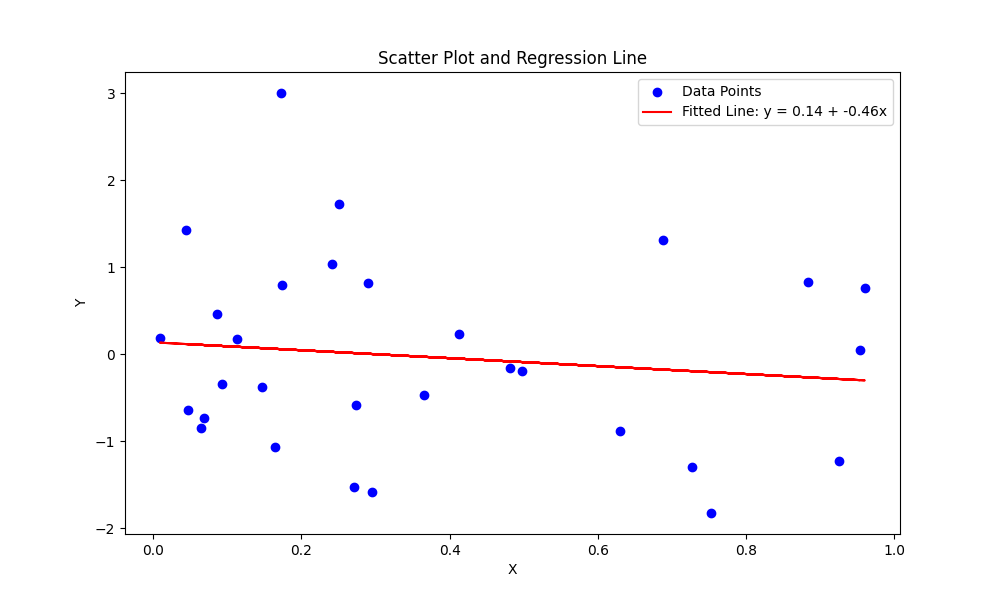 Scatter Plot and Regression Line
Data Points
Fitted Line: y = 0.14 + -0.46x
3
2
1
0
−1
−2
Y
0.0 0.2 0.4 0.6 0.8 1.0
X